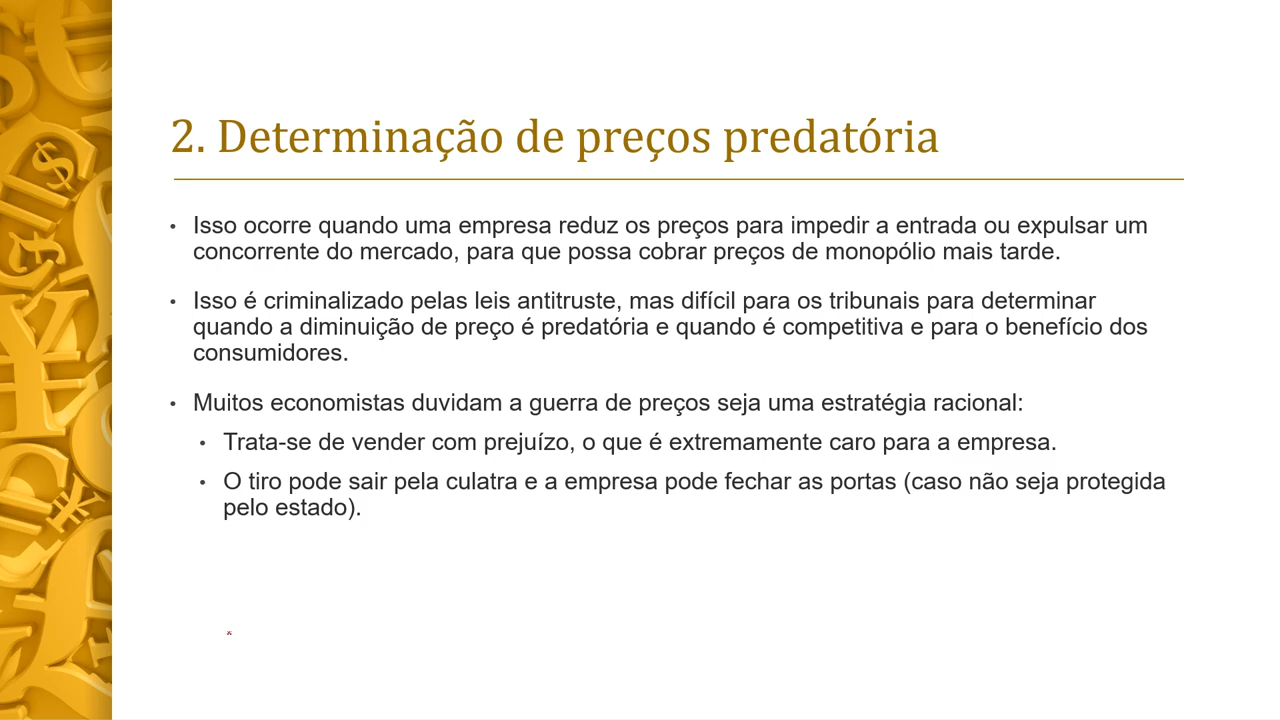 2. Determinação de preços predatória
• Isso ocorre quando uma empresa reduz os preços para impedir a entrada ou expulsar um
concorrente do mercado, para que possa cobrar preços de monopólio mais tarde.
• Isso é criminalizado pelas leis antitruste, mas difícil para os tribunais para determinar
quando a diminuição de preço é predatória e quando é competitiva e para o benefício dos
consumidores.
• Muitos economistas duvidam a guerra de preços seja uma estratégia racional:
• Trata-se de vender com prejuízo, o que é extremamente caro para a empresa.
• O tiro pode sair pela culatra e a empresa pode fechar as portas (caso não seja protegida
pelo estado).